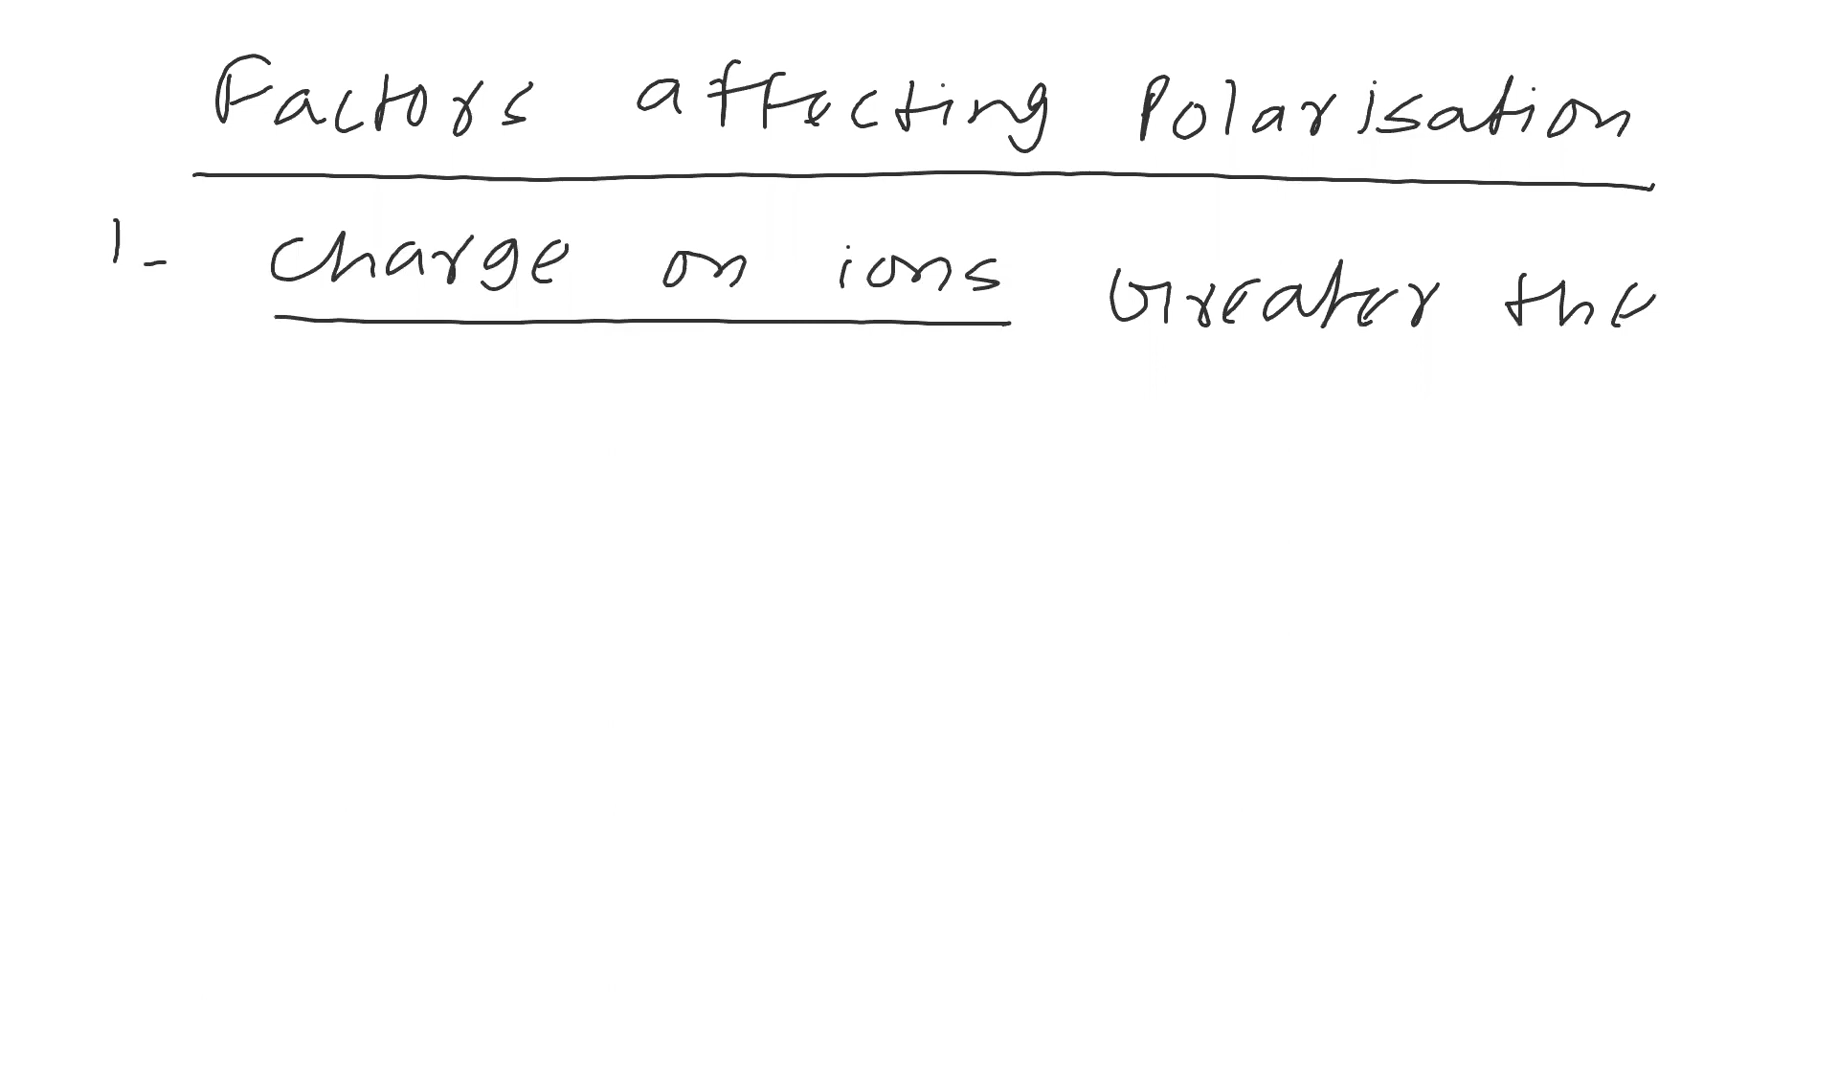 Factors affecting Polarisation
1- Charge on ions Greater the